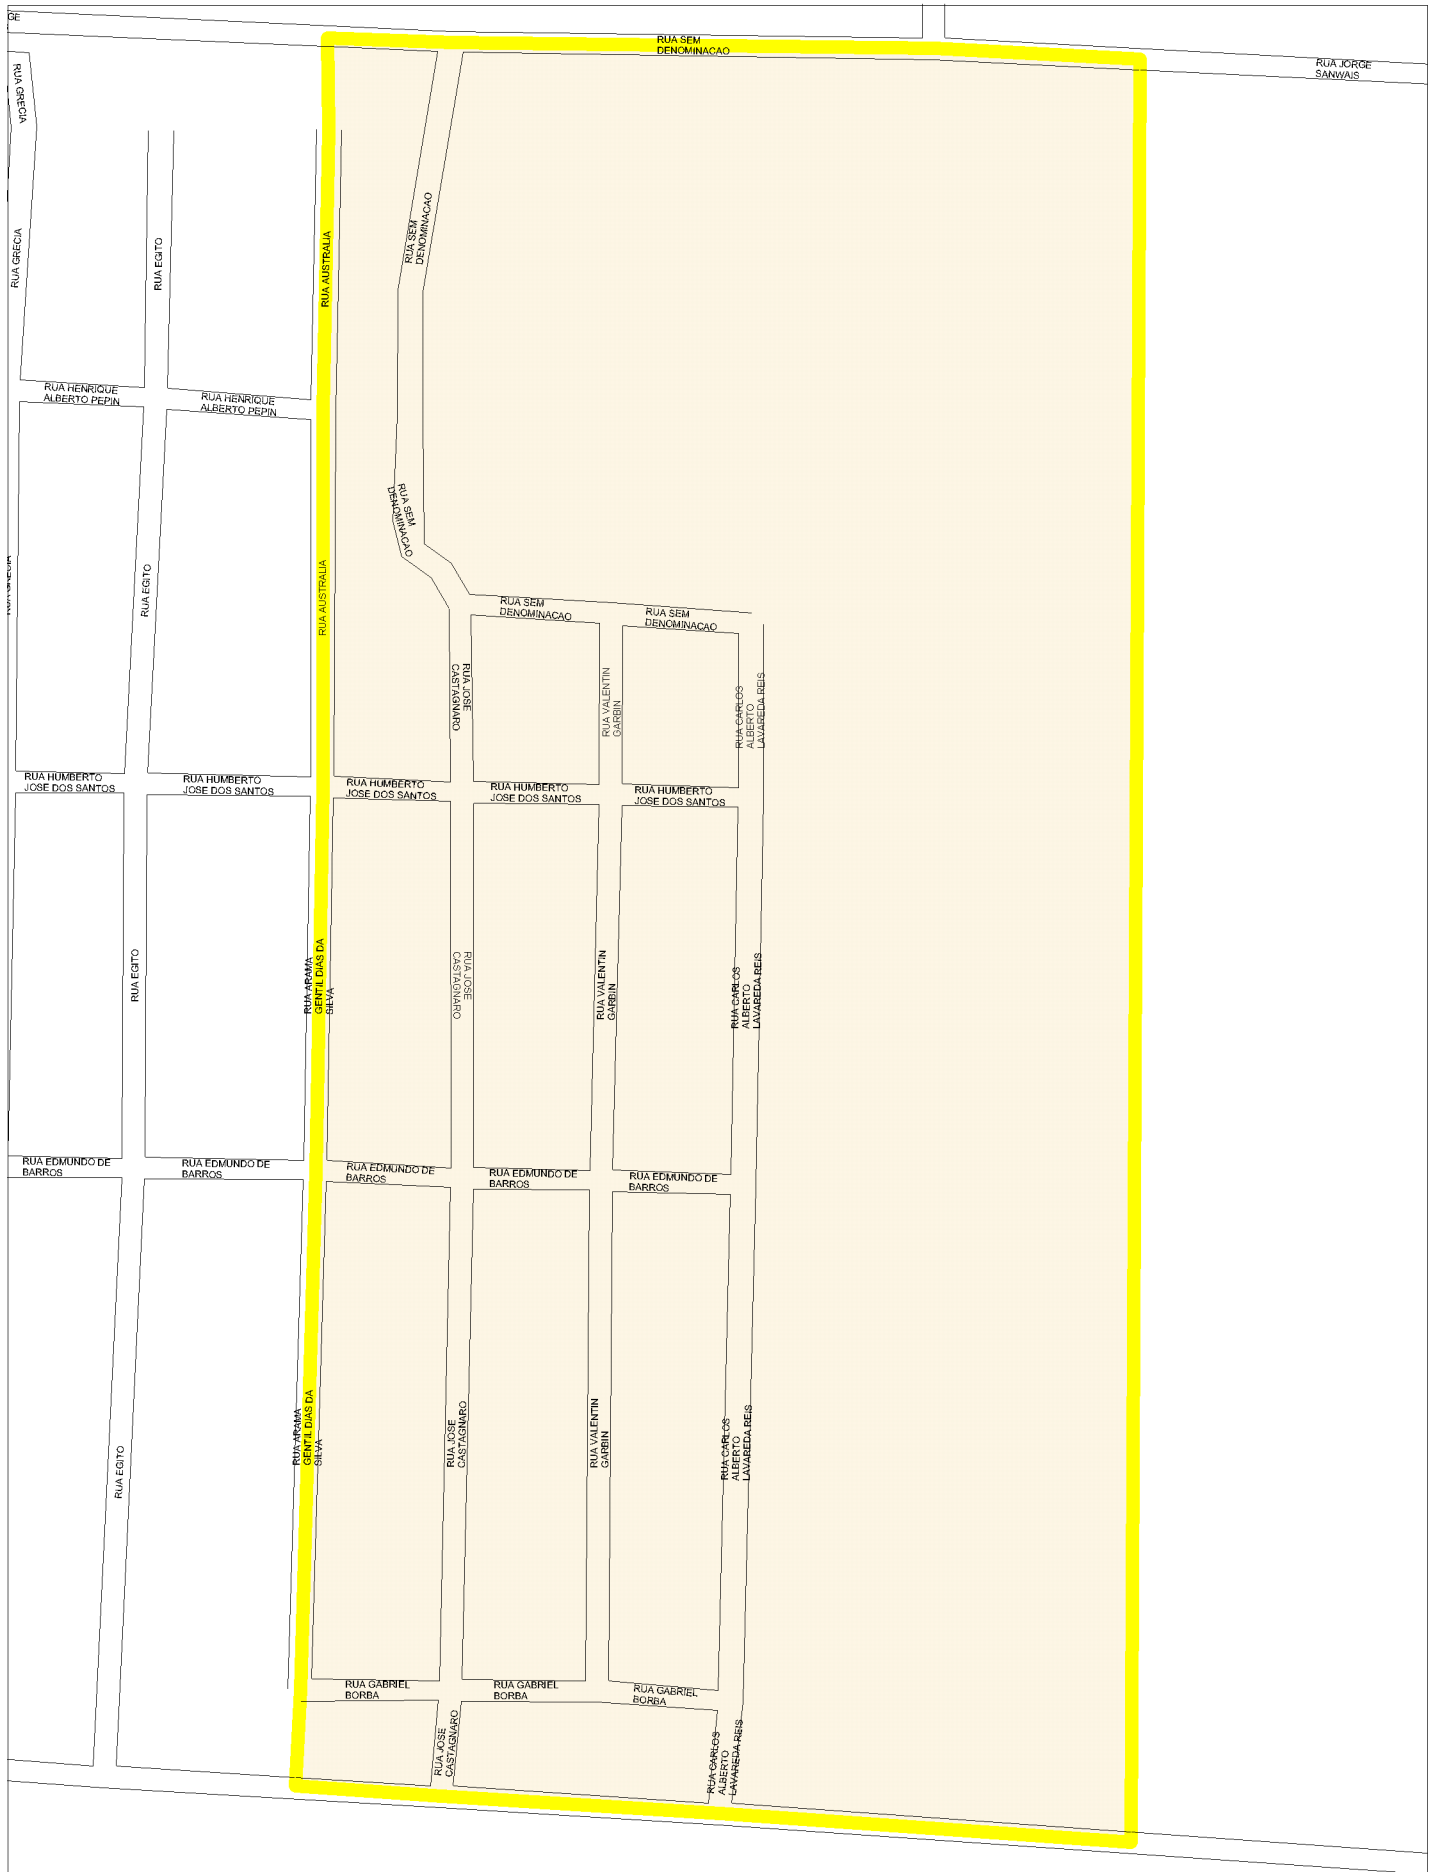 GE
RUA SEM
DENOMINACAO
RUA JORGE
SANWAIS
RUA GRECIA
RUA SEM
DENOMINACAO
RUA GRECIA
RUA EGITO
RUA AUSTRALIA
RUA HENRIQUE
ALBERTO PEPIN
RUA HENRIQUE
ALBERTO PEPIN
RUA SEM
DENOMINACAO
RUA GRECIA
RUA EGITO
RUA AUSTRALIA
RUA SEM
DENOMINACAO
RUA SEM
DENOMINACAO
RUA JOSE
CASTAGNARO
RUA VALENTIN
GARBIN
RUA CARLOS
ALBERTO
LAVAREDA REIS
RUA HUMBERTO
JOSE DOS SANTOS
RUA HUMBERTO
JOSE DOS SANTOS
RUA HUMBERTO
JOSE DOS SANTOS
RUA HUMBERTO
JOSE DOS SANTOS
RUA HUMBERTO
JOSE DOS SANTOS
RUA EGITO
RUA ARAMA
GENTIL DIAS DA
SILVA
RUA JOSE
CASTAGNARO
RUA VALENTIN
GARBIN
RUA CARLOS
ALBERTO
LAVAREDA REIS
RUA EDMUNDO DE
BARROS
RUA EDMUNDO DE
BARROS
RUA EDMUNDO DE
BARROS
RUA EDMUNDO DE
BARROS
RUA EDMUNDO DE
BARROS
RUA EGITO
RUA ARAMA
GENTIL DIAS DA
SILVA
RUA JOSE
CASTAGNARO
RUA VALENTIN
GARBIN
RUA CARLOS
ALBERTO
LAVAREDA REIS
RUA GABRIEL
BORBA
RUA GABRIEL
BORBA
RUA GABRIEL
BORBA
RUA JOSE
CASTAGNARO
RUA CARLOS
ALBERTO
LAVAREDA REIS